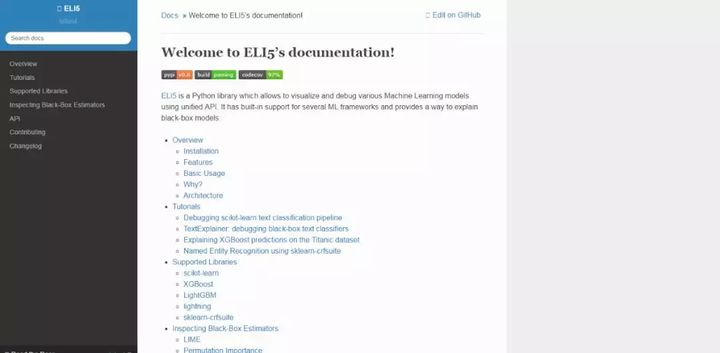 ELI5
latest
Search docs
Overview
Tutorials
Supported Libraries
Inspecting Black-Box Estimators
API
Contributing
Changelog
Docs » Welcome to ELI5's documentation!
Edit on GitHub
Welcome to ELI5's documentation!
build passing codecov 97%
ELI5 is a Python library which allows to visualize and debug various Machine Learning models
using unified API. It has built-in support for several ML frameworks and provides a way to explain
black-box models.
Overview
Installation
Features
Basic Usage
Why?
Architecture
Tutorials
Debugging scikit-learn text classification pipeline
TextExplainer: debugging black-box text classifiers
Explaining XGBoost predictions on the Titanic dataset
Named Entity Recognition using sklearn-crfsuite
Supported Libraries
scikit-learn
XGBoost
LightGBM
lightning
sklearn-crfsuite
Inspecting Black-Box Estimators
LIME
Permutation Importance